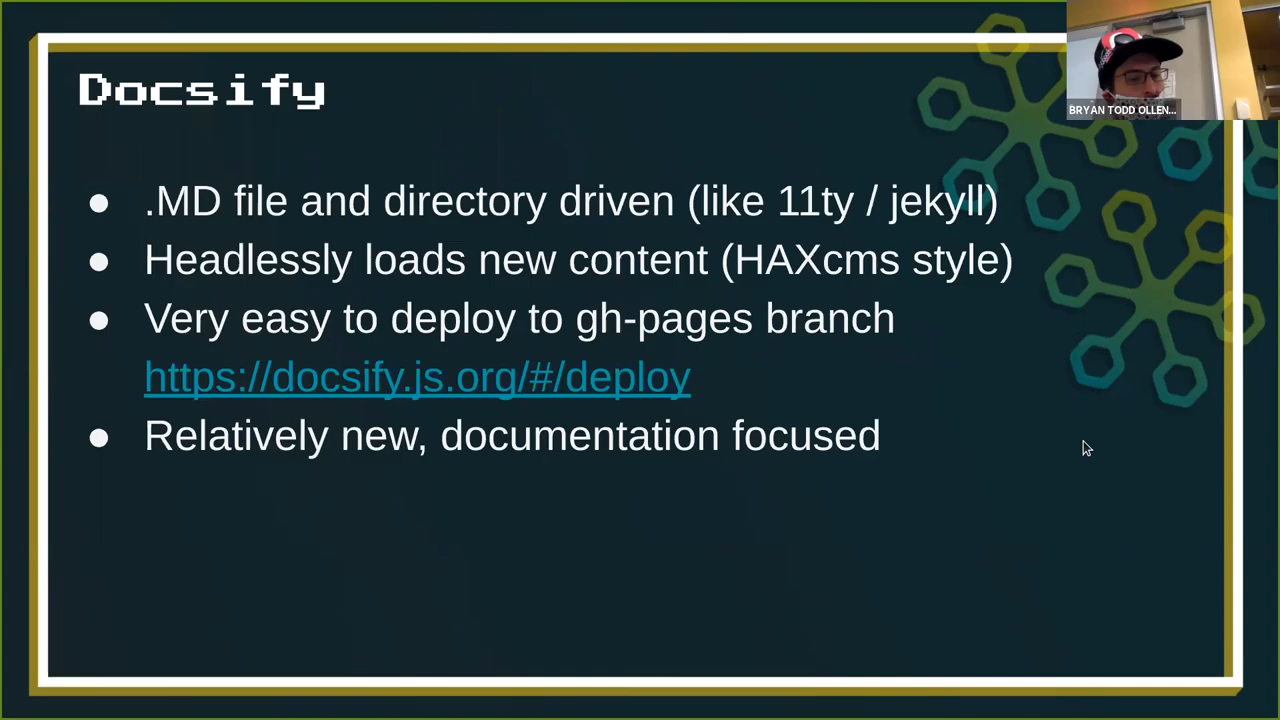 BRYAN TODD OLLEN...
Docsify
.MD file and directory driven (like 11ty / jekyll)
Headlessly loads new content (HAXcms style)
Very easy to deploy to gh-pages branch
https://docsify.js.org/#/deploy
Relatively new, documentation focused